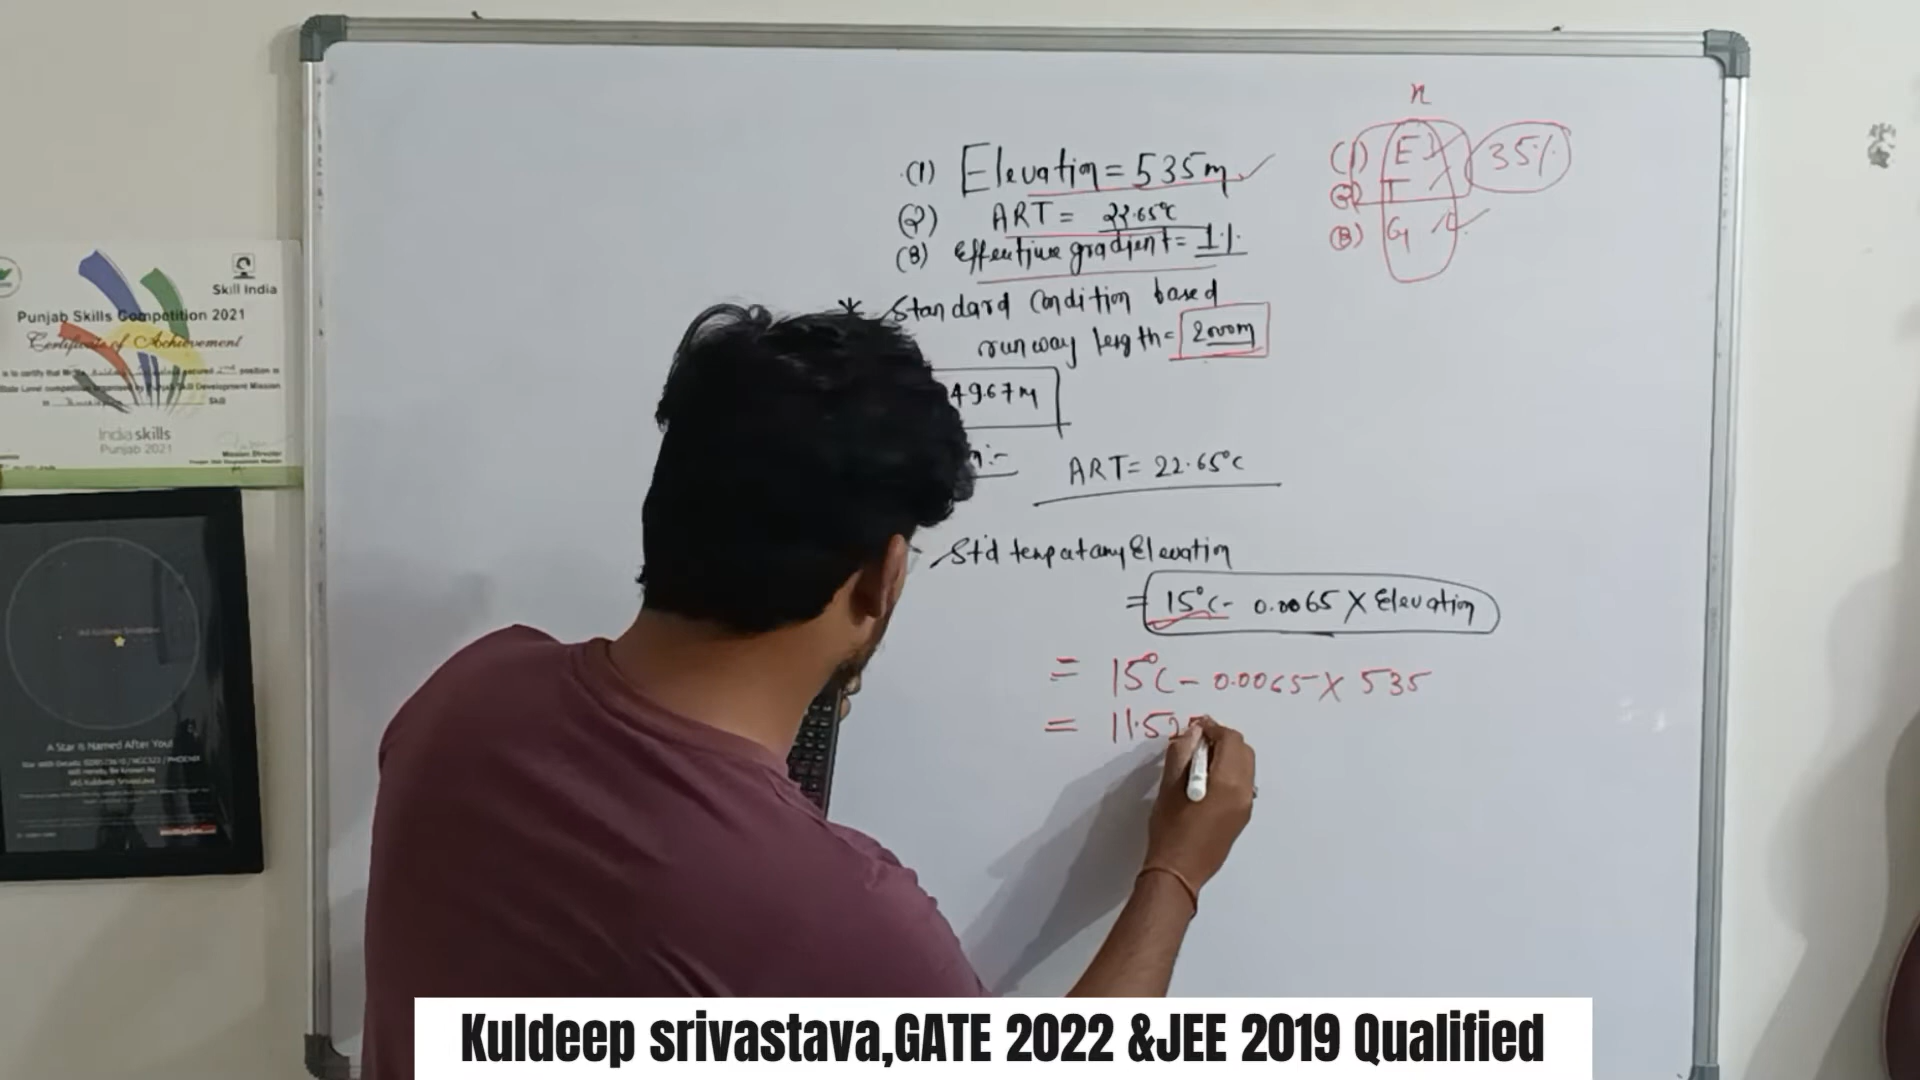 (1) Elevation = 535m
(2) ART = 22.65°C
(3) Effective gradient = 1%
* Standard Condition based
runway length = 2000m
49.67m
n:-
ART = 22.65°C
Std temp at any Elevation
= 15°C - 0.0065 X Elevation
= 15°C - 0.0065 X 535
= 11.52
n
(1) E
35%
(2) T
(3) G
Skill India
Punjab Skills Competition 2021
Certificate of Achievement
India skills
Punjab 2021
A Star Is Named After You!
Kuldeep srivastava,GATE 2022 &JEE 2019 Qualified